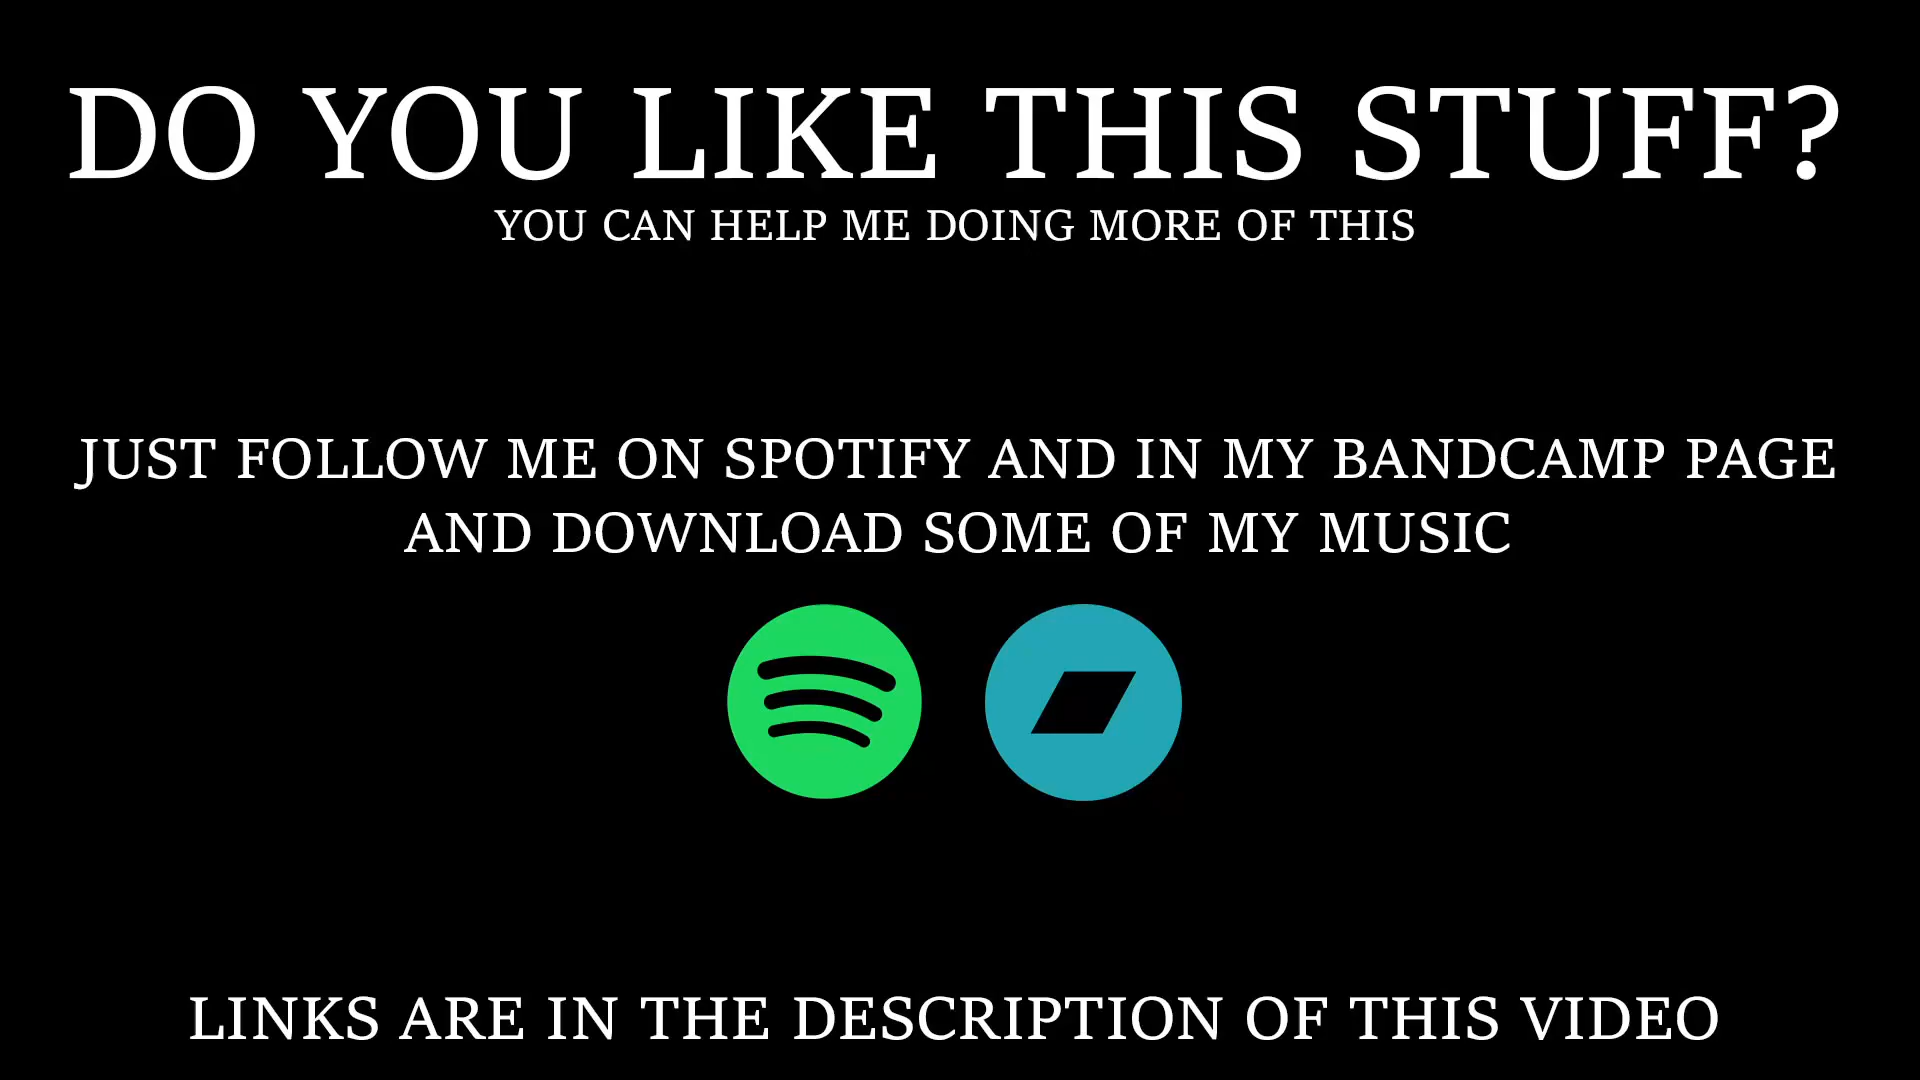 DO YOU LIKE THIS STUFF?
YOU CAN HELP ME DOING MORE OF THIS
JUST FOLLOW ME ON SPOTIFY AND IN MY BANDCAMP PAGE
AND DOWNLOAD SOME OF MY MUSIC
LINKS ARE IN THE DESCRIPTION OF THIS VIDEO